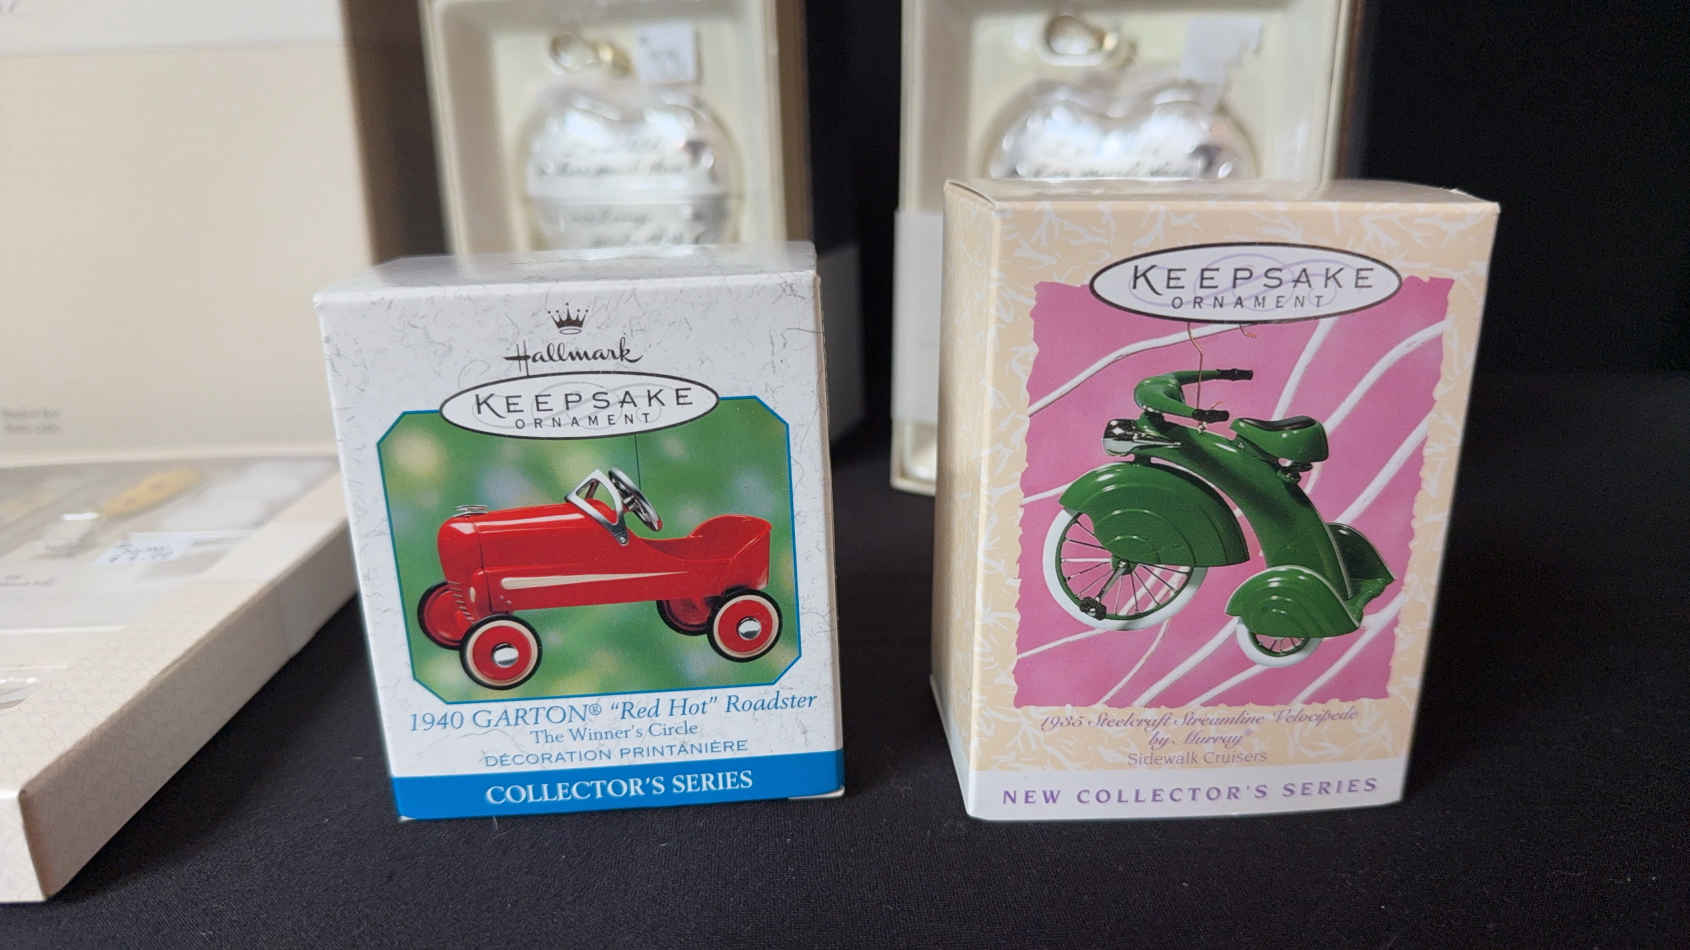 Hallmark
KEEPSAKE
ORNAMENT
1940 GARTON® “Red Hot” Roadster
The Winner's Circle
DÉCORATION PRINTANIÈRE
COLLECTOR'S SERIES
KEEPSAKE
ORNAMENT
1935 Steelcraft Streamline Velocipede
by Murray®
Sidewalk Cruisers
NEW COLLECTOR'S SERIES